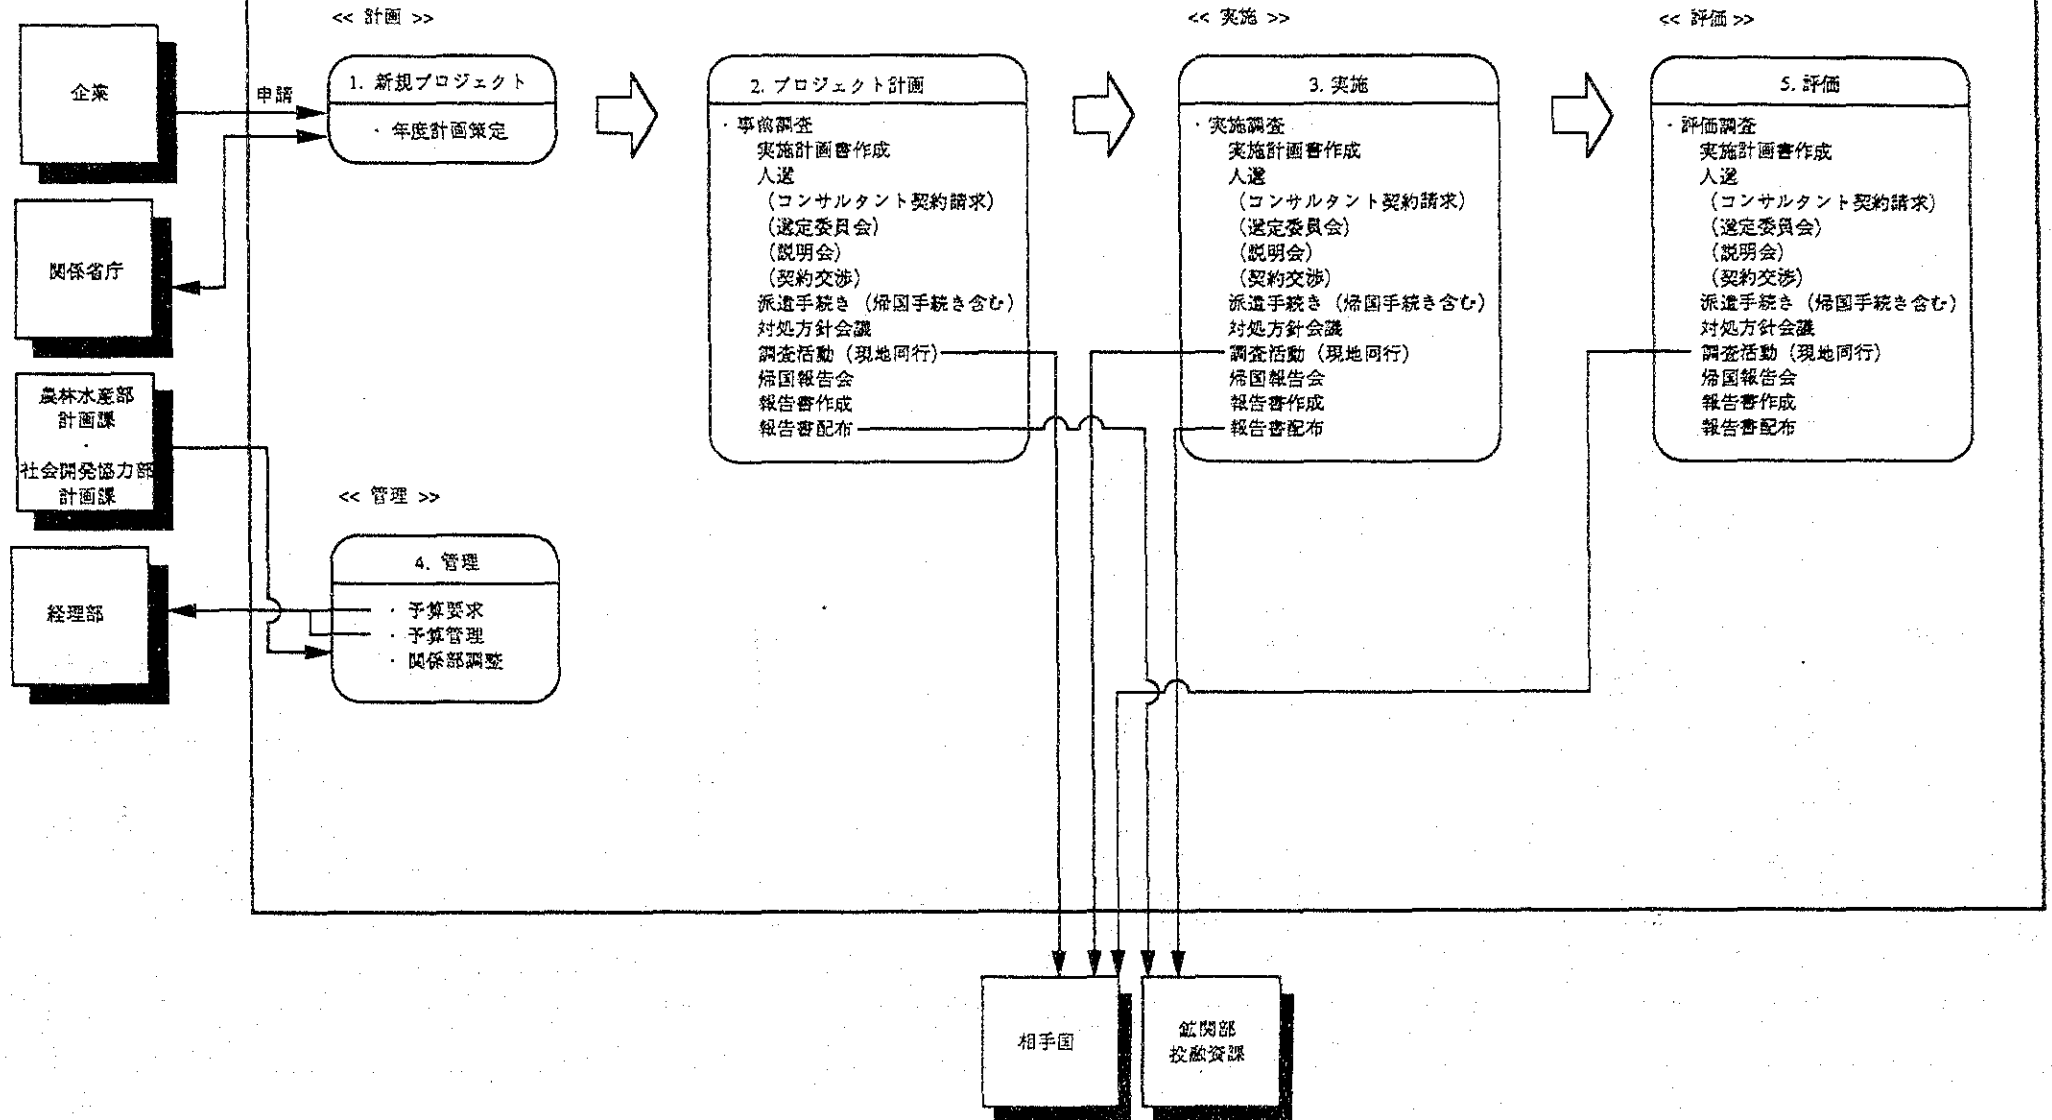 << 計画 >>
<< 実施 >>
<< 評価 >>
企業
申請
1. 新規プロジェクト
・ 年度計画策定
2. プロジェクト計画
・事前調査
実施計画書作成
人選
(コンサルタント契約請求)
(選定委員会)
(説明会)
(契約交渉)
派遣手続き (帰国手続き含む)
対処方針会議
調査活動 (現地同行)
帰国報告会
報告書作成
報告書配布
3. 実施
・実施調査
実施計画書作成
人選
(コンサルタント契約請求)
(選定委員会)
(説明会)
(契約交渉)
派遣手続き (帰国手続き含む)
対処方針会議
調査活動 (現地同行)
帰国報告会
報告書作成
報告書配布
5. 評価
・評価調査
実施計画書作成
人選
(コンサルタント契約請求)
(選定委員会)
(説明会)
(契約交渉)
派遣手続き (帰国手続き含む)
対処方針会議
調査活動 (現地同行)
帰国報告会
報告書作成
報告書配布
関係省庁
農林水産部
計画課
・
社会開発協力部
計画課
<< 管理 >>
4. 管理
・ 予算要求
・ 予算管理
・ 関係部調整
経理部
相手国
鉱関部
投融資課